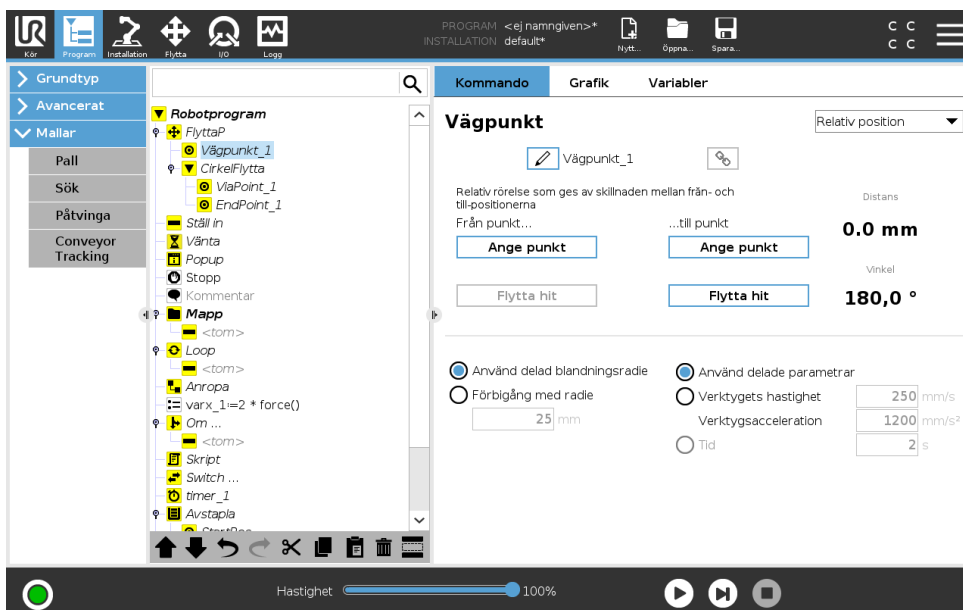 UR
Kör
Program
Installation
Flytta
I/O
Logg
PROGRAM <ej namngiven>*
INSTALLATION default*
Nytt...
Öppna...
Spara...
C C
C C
Grundtyp
Avancerat
Mallar
Pall
Sök
Påtvinga
Conveyor
Tracking
Robotprogram
FlyttaP
Vägpunkt_1
CirkelFlytta
ViaPoint_1
EndPoint_1
Ställ in
Vänta
Popup
Stopp
Kommentar
Mapp
<tom>
Loop
<tom>
Anropa
varx_1:=2 * force()
Om ...
<tom>
Skript
Switch ...
timer_1
Avstapla
StartPos
Kommando
Grafik
Variabler
Vägpunkt
Relativ position
Vägpunkt_1
Relativ rörelse som ges av skillnaden mellan från- och
till-positionerna
Från punkt...
...till punkt
Ange punkt
Ange punkt
Flytta hit
Flytta hit
Distans
0.0 mm
Vinkel
180,0 °
Använd delad blandningsradie
Förbigång med radie
25 mm
Använd delade parametrar
Verktygets hastighet 250 mm/s
Verktygsacceleration 1200 mm/s²
Tid 2 s
Hastighet
100%